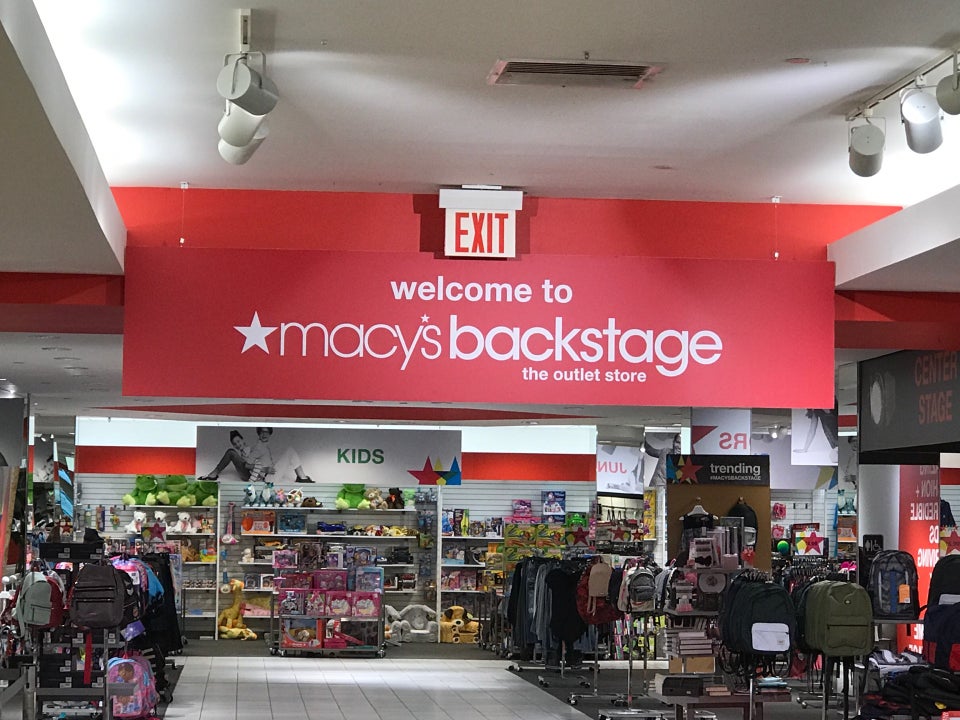 EXIT
welcome to
macy's backstage
the outlet store
CENTER
STAGE
KIDS
trending
#MACYSBACKSTAGE